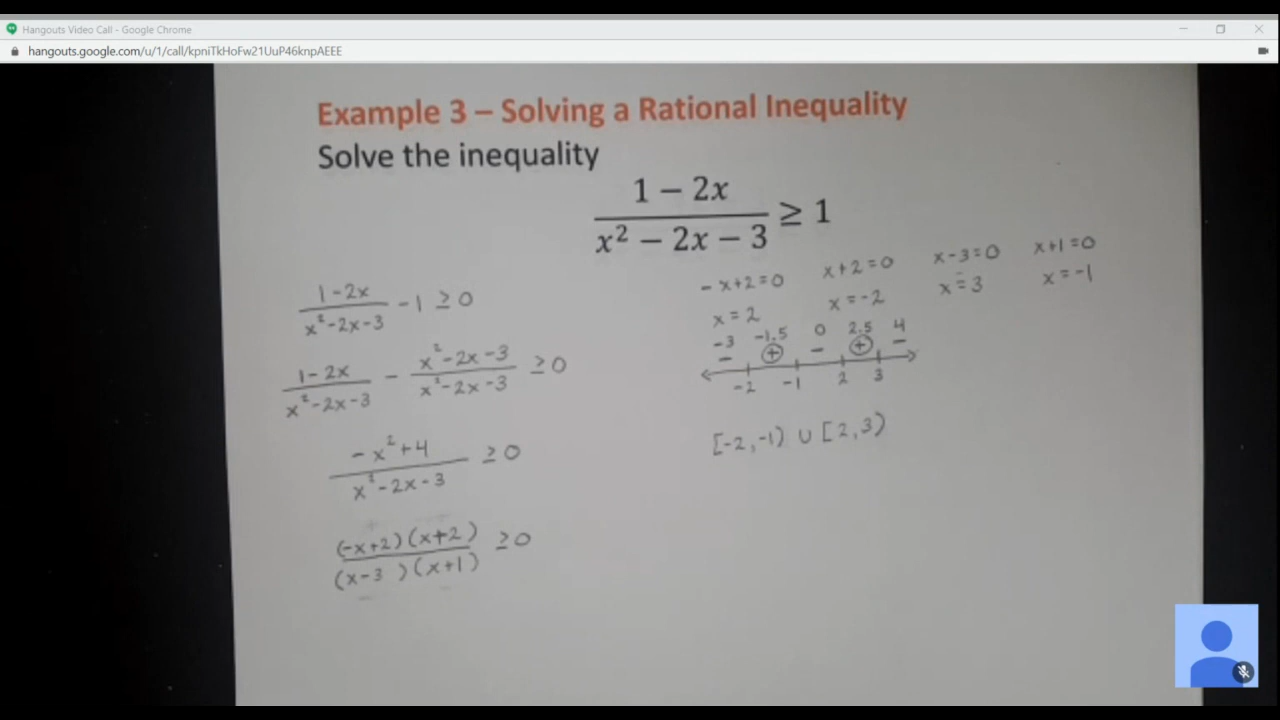 Hangouts Video Call - Google Chrome
hangouts.google.com/u/1/call/kpniTkHoFw21UuP46knpAEEE
Example 3 – Solving a Rational Inequality
Solve the inequality
1 − 2x
x² − 2x − 3
≥ 1
1-2x
x²-2x-3
-1 ≥ 0
1-2x
x²-2x-3
-
x²-2x-3
x²-2x-3
≥ 0
-x²+4
x²-2x-3
≥ 0
(-x+2)(x+2)
(x-3)(x+1)
≥ 0
-x+2=0 x+2=0 x-3=0 x+1=0
x=2 x=-2 x=3 x=-1
-3 -1.5 0 2.5 4
- + - + -
-2 -1 2 3
[-2,-1) ∪ [2,3)